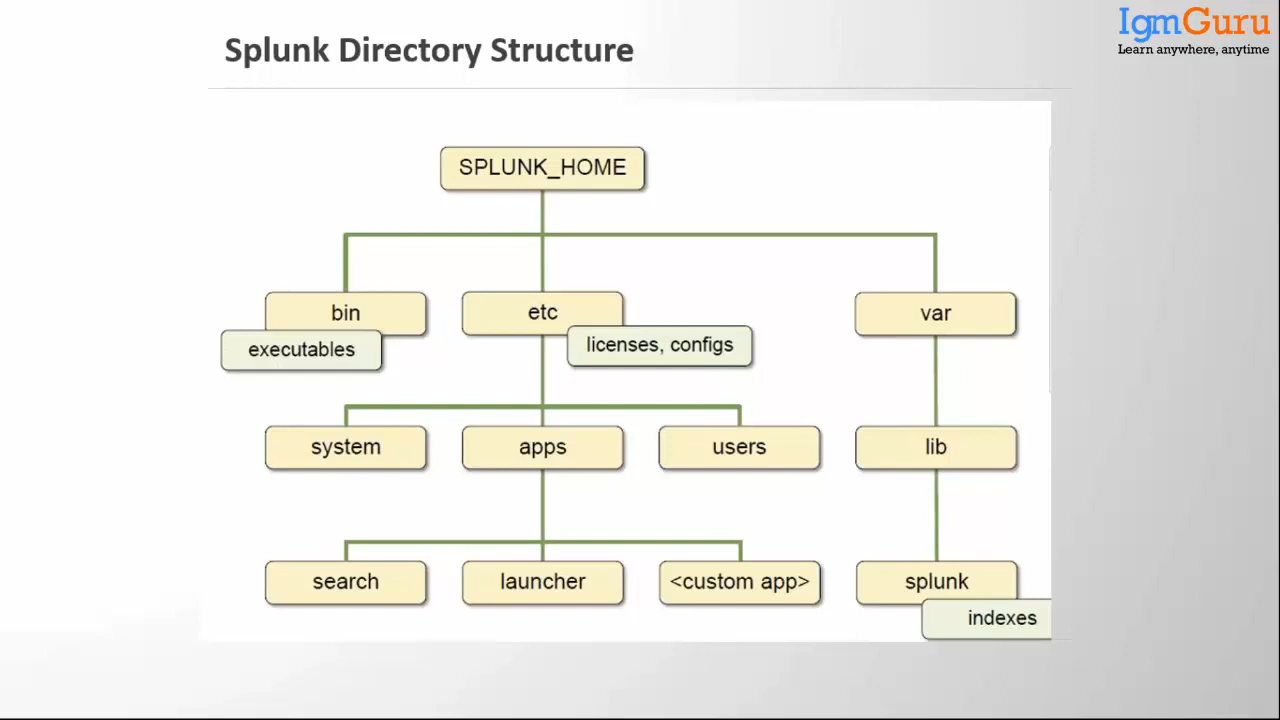 Splunk Directory Structure
IgmGuru
Learn anywhere, anytime
SPLUNK_HOME
bin
executables
etc
licenses, configs
var
system
apps
users
lib
search
launcher
<custom app>
splunk
indexes